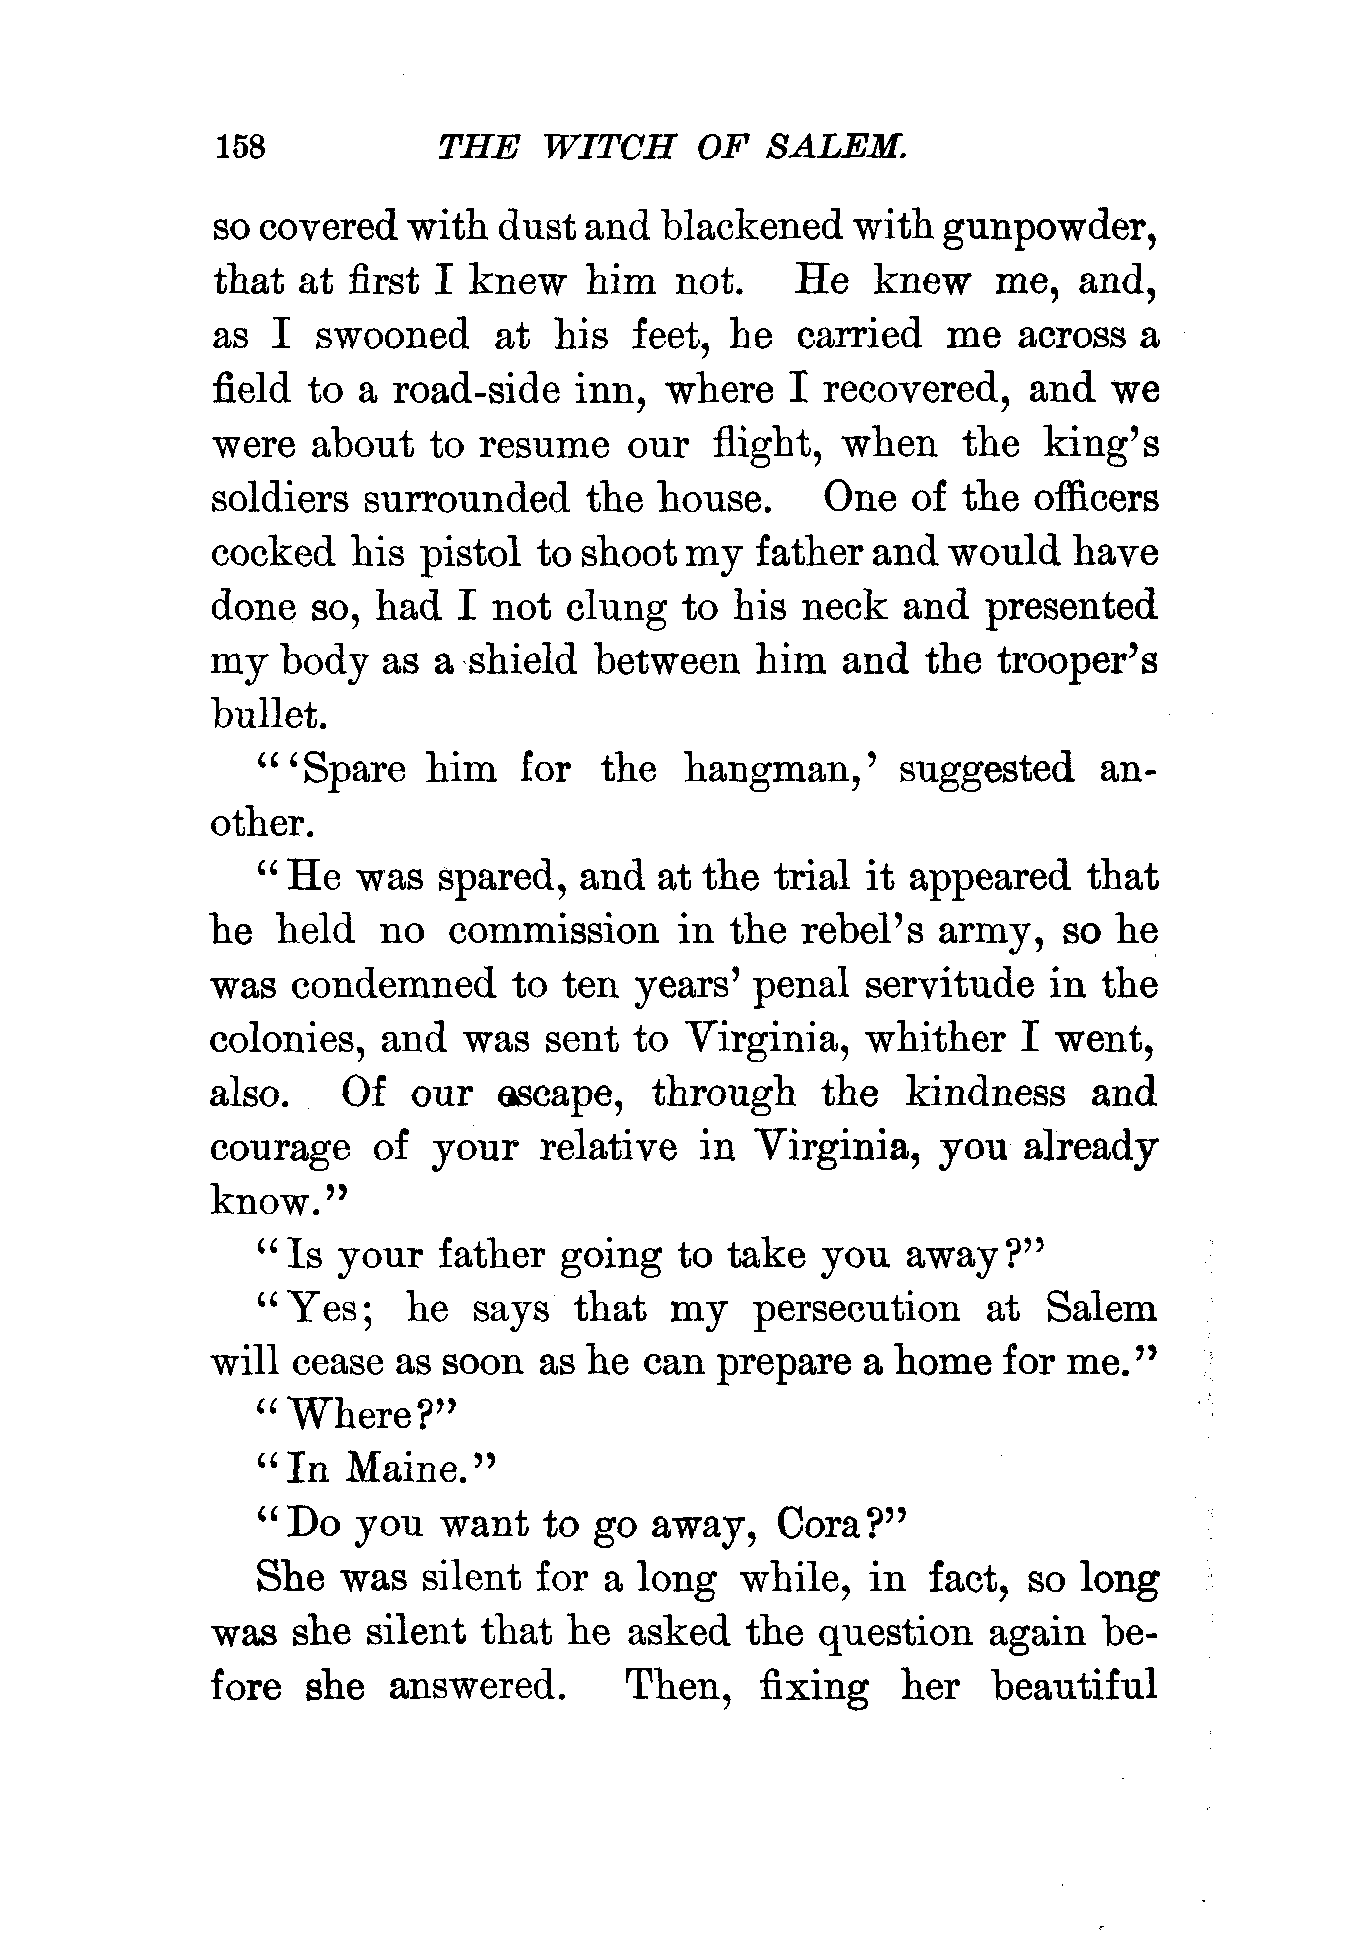 158 THE WITCH OF SALEM.
so covered with dust and blackened with gunpowder,
that at first I knew him not. He knew me, and,
as I swooned at his feet, he carried me across a
field to a road-side inn, where I recovered, and we
were about to resume our flight, when the king's
soldiers surrounded the house. One of the officers
cocked his pistol to shoot my father and would have
done so, had I not clung to his neck and presented
my body as a shield between him and the trooper's
bullet.
"'Spare him for the hangman,' suggested an-
other.
"He was spared, and at the trial it appeared that
he held no commission in the rebel's army, so he
was condemned to ten years' penal servitude in the
colonies, and was sent to Virginia, whither I went,
also. Of our escape, through the kindness and
courage of your relative in Virginia, you already
know."
"Is your father going to take you away?"
"Yes; he says that my persecution at Salem
will cease as soon as he can prepare a home for me."
"Where?"
"In Maine."
"Do you want to go away, Cora?"
She was silent for a long while, in fact, so long
was she silent that he asked the question again be-
fore she answered. Then, fixing her beautiful